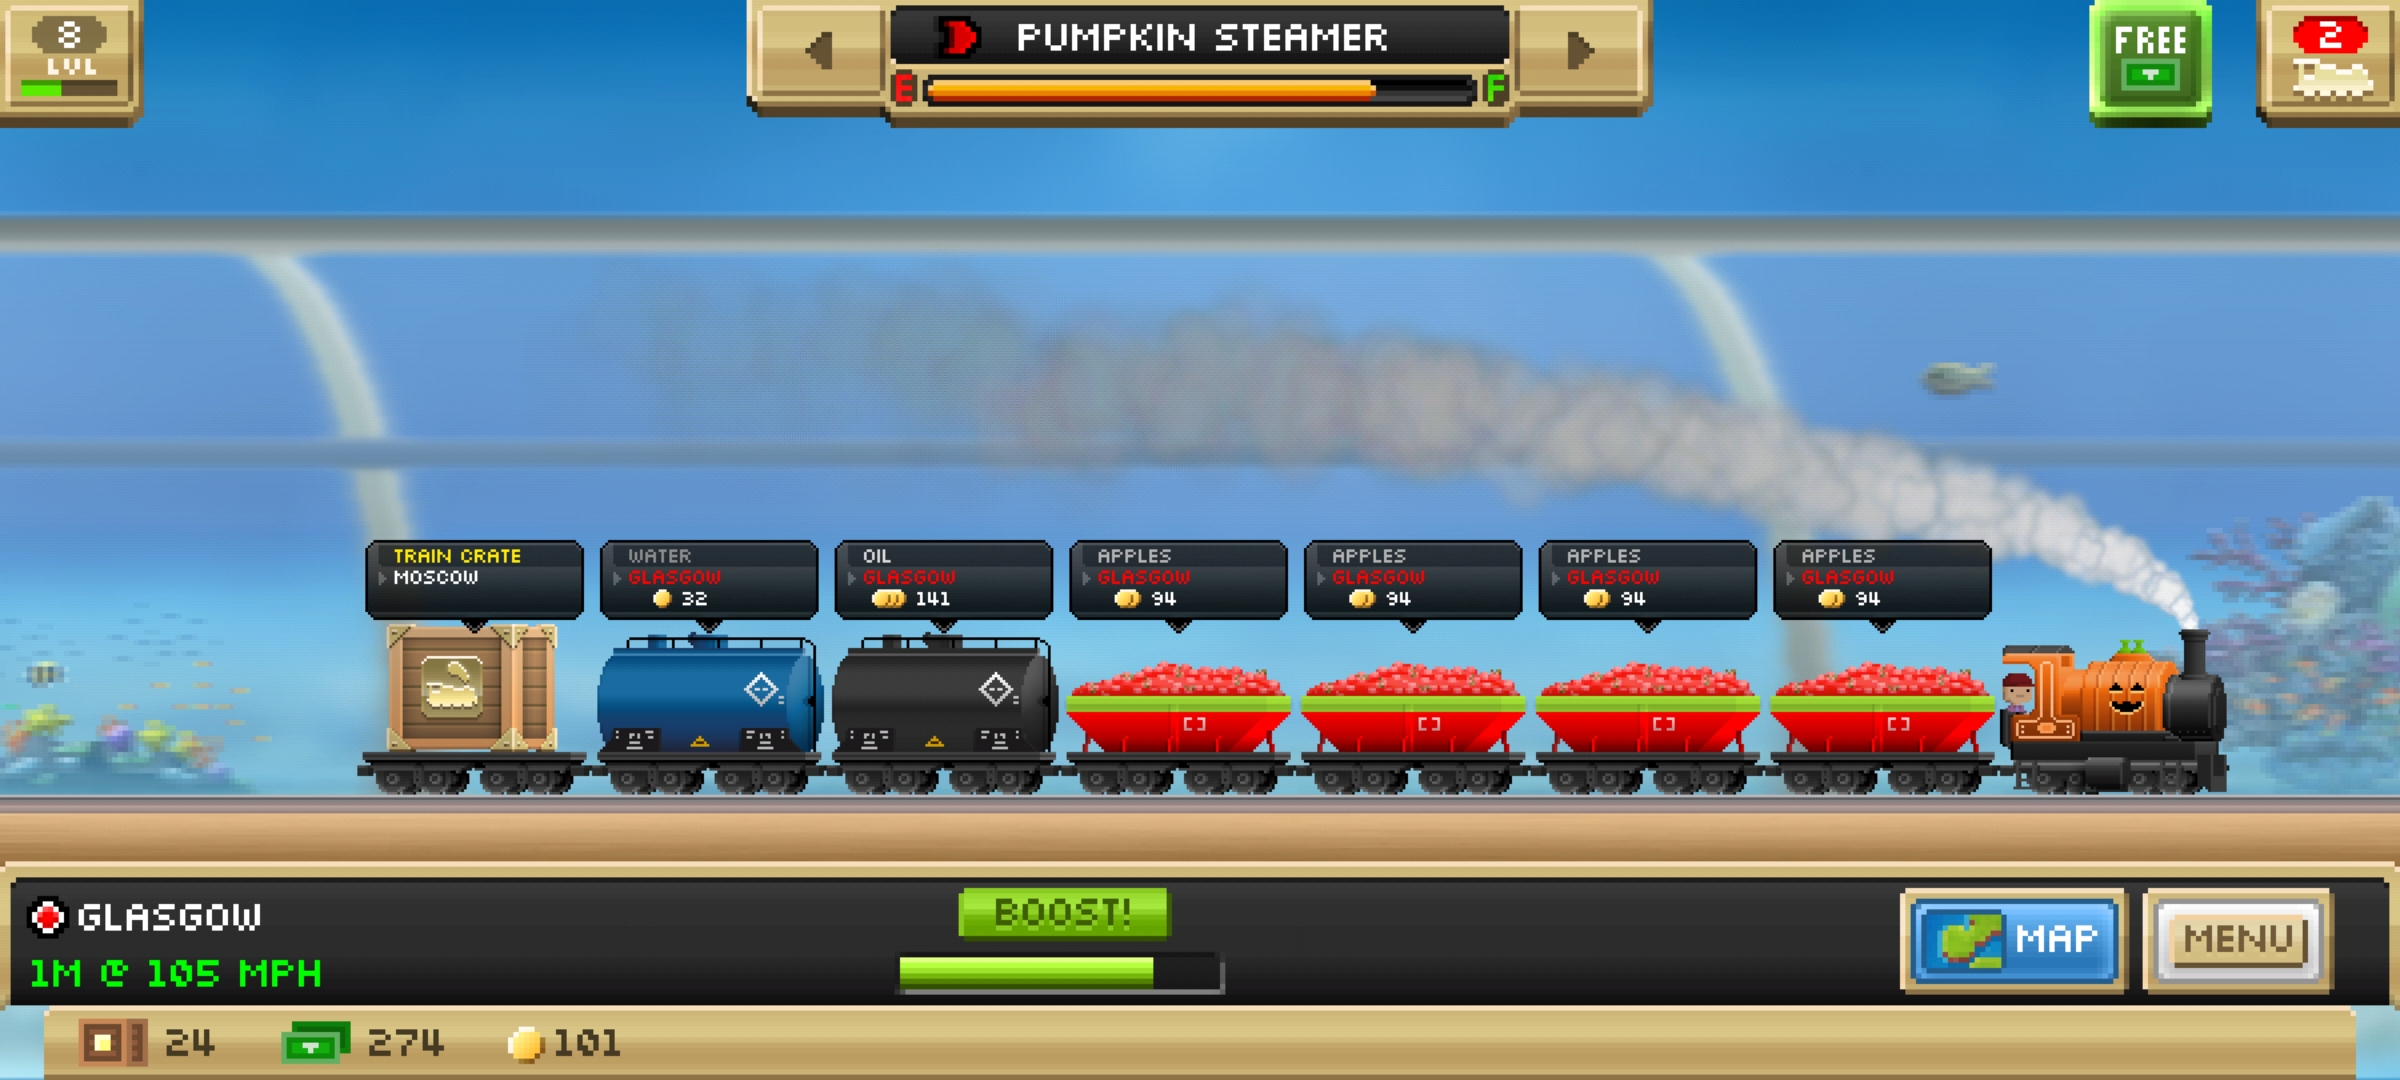 8
LVL
PUMPKIN STEAMER
E F
FREE
2
TRAIN CRATE
MOSCOW
WATER
GLASGOW
32
OIL
GLASGOW
141
APPLES
GLASGOW
94
APPLES
GLASGOW
94
APPLES
GLASGOW
94
APPLES
GLASGOW
94
GLASGOW
1M @ 105 MPH
BOOST!
MAP
MENU
24
274
101